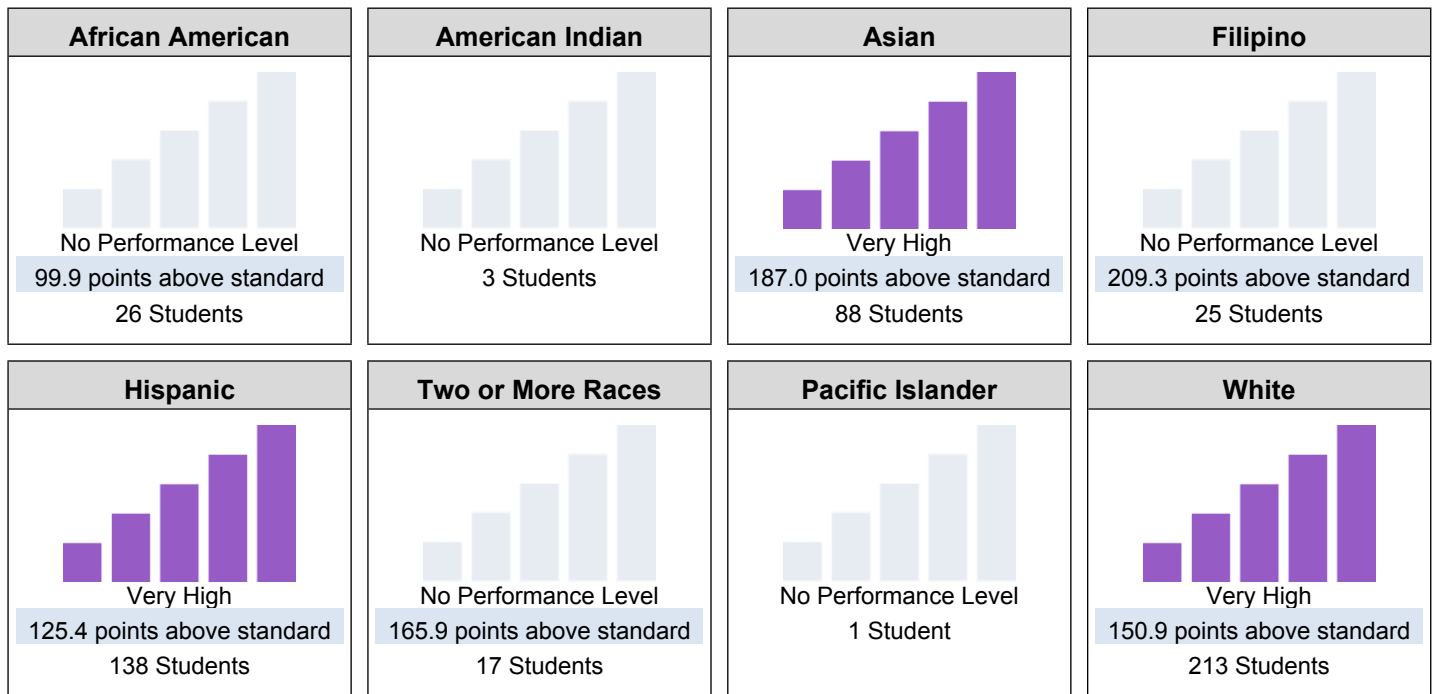 African American
No Performance Level
99.9 points above standard
26 Students
American Indian
No Performance Level
3 Students
Asian
Very High
187.0 points above standard
88 Students
Filipino
No Performance Level
209.3 points above standard
25 Students
Hispanic
Very High
125.4 points above standard
138 Students
Two or More Races
No Performance Level
165.9 points above standard
17 Students
Pacific Islander
No Performance Level
1 Student
White
Very High
150.9 points above standard
213 Students